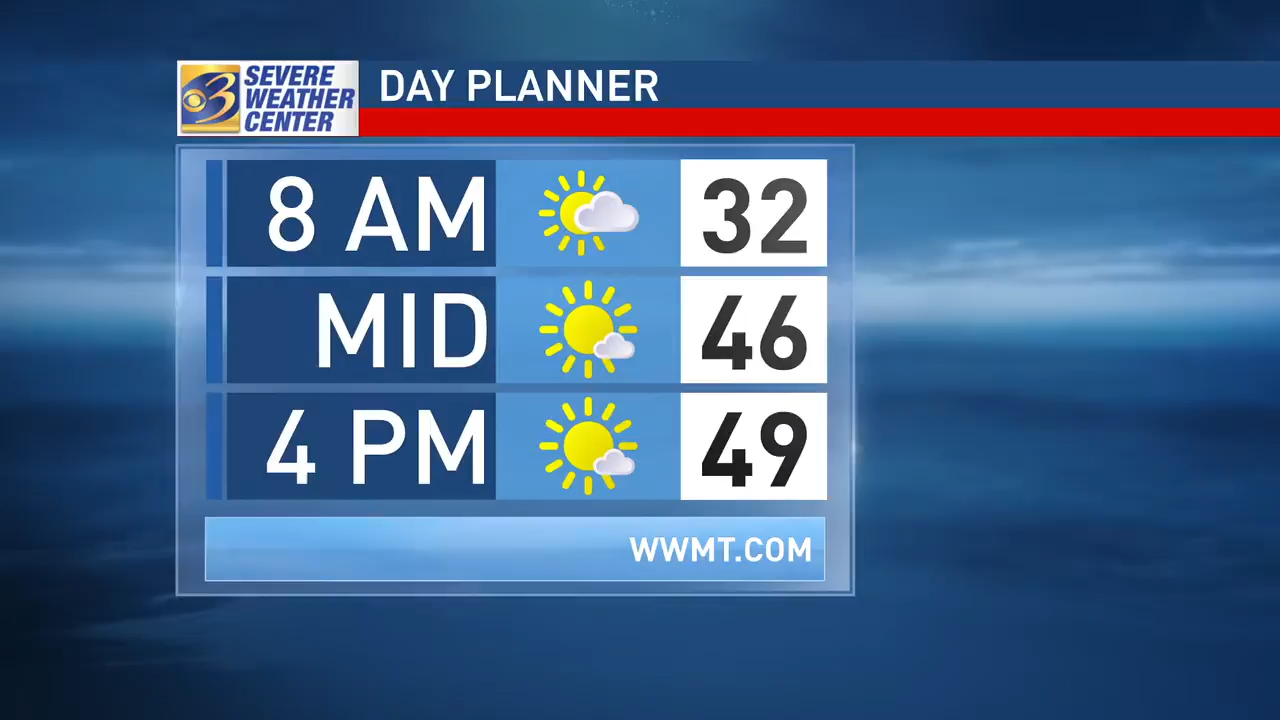 3 SEVERE
WEATHER
CENTER
DAY PLANNER
8 AM 32
MID 46
4 PM 49
WWMT.COM